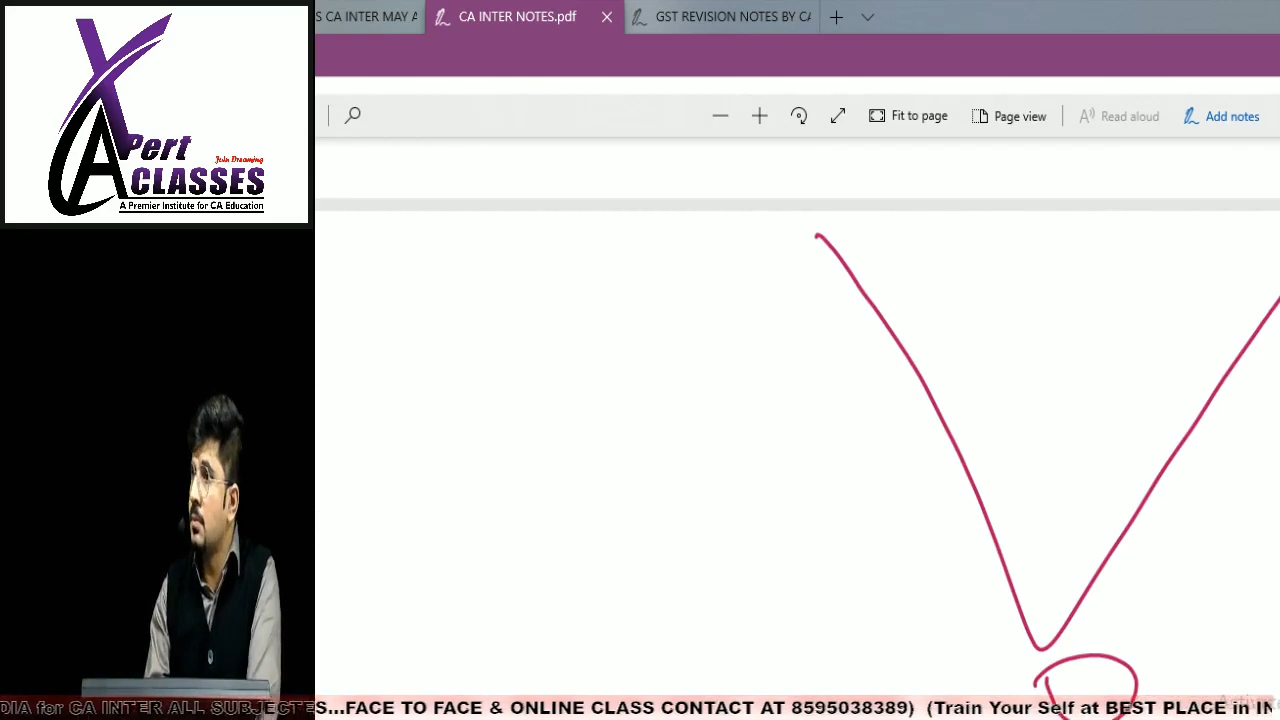 S CA INTER MAY A
CA INTER NOTES.pdf
GST REVISION NOTES BY CA
Fit to page
Page view
Read aloud
Add notes
XPert
Join Dreaming
CA CLASSES
A Premier Institute for CA Education
DIA for CA INTER ALL SUBJECTES...FACE TO FACE & ONLINE CLASS CONTACT AT 8595038389) (Train Your Self at BEST PLACE in IN